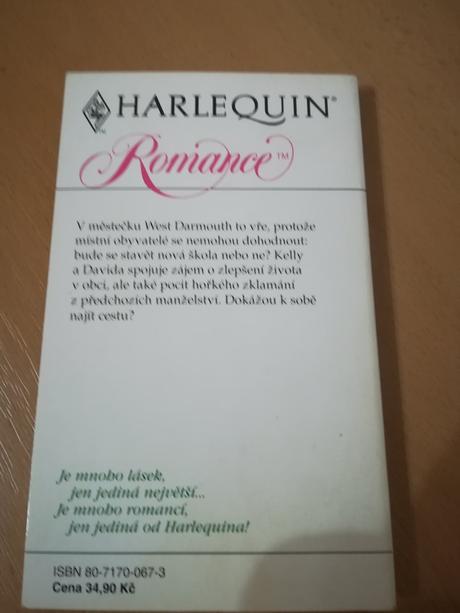 HARLEQUIN®
TM
Romance™
V městečku West Darmouth to vře, protože
místní obyvatelé se nemohou dohodnout:
bude se stavět nová škola nebo ne? Kelly
a Davida spojuje zájem o zlepšení života
v obci, ale také pocit hořkého zklamání
z předchozích manželství. Dokážou k sobě
najít cestu?
Je mnoho lásek,
jen jediná největší...
Je mnoho romancí,
jen jediná od Harlequina!
ISBN 80-7170-067-3
Cena 34,90 Kč